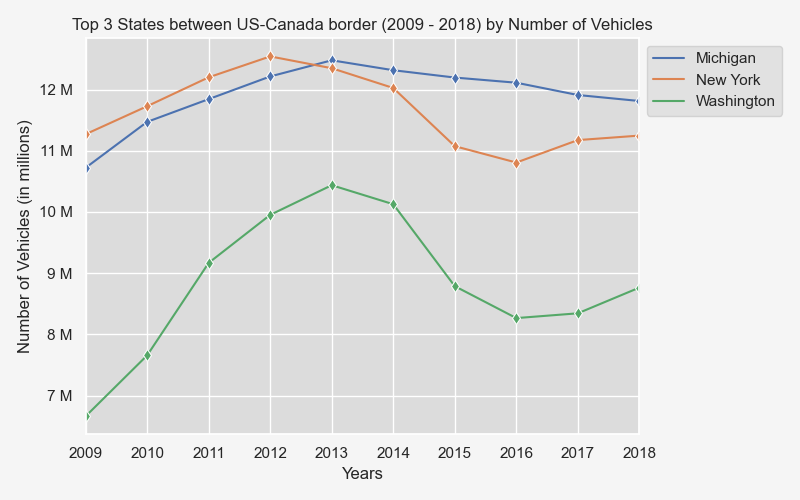 Top 3 States between US-Canada border (2009 - 2018) by Number of Vehicles
Michigan
New York
Washington
Number of Vehicles (in millions)
12 M
11 M
10 M
9 M
8 M
7 M
2009 2010 2011 2012 2013 2014 2015 2016 2017 2018
Years